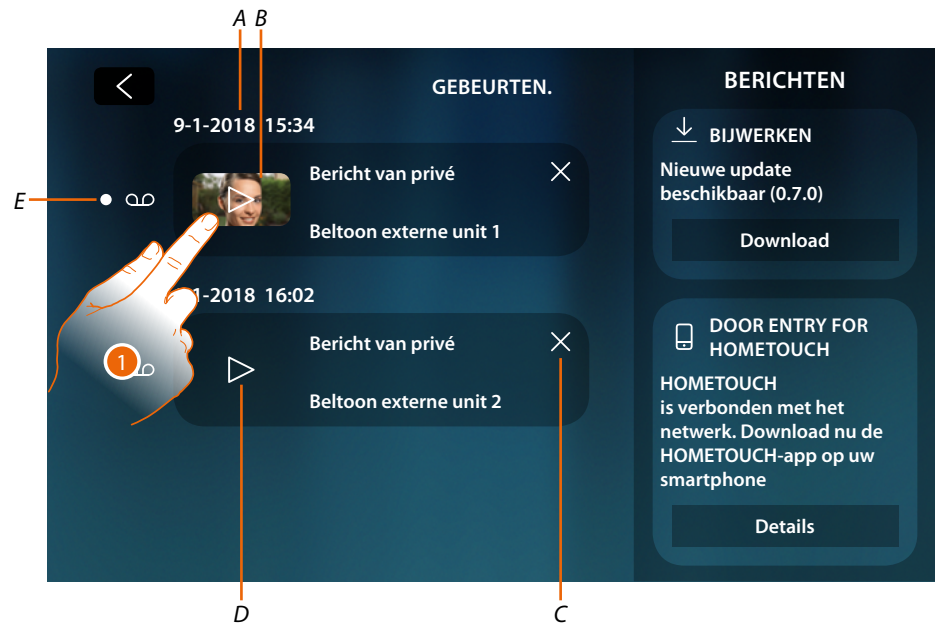 A B
GEBEURTEN.
9-1-2018 15:34
Bericht van privé
Beltoon externe unit 1
E
1-2018 16:02
Bericht van privé
Beltoon externe unit 2
1
D
C
BERICHTEN
BIJWERKEN
Nieuwe update
beschikbaar (0.7.0)
Download
DOOR ENTRY FOR
HOMETOUCH
HOMETOUCH
is verbonden met het
netwerk. Download nu de
HOMETOUCH-app op uw
smartphone
Details